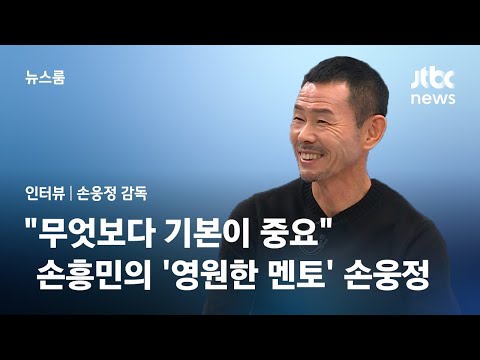 뉴스룸
jtbc
news
인터뷰 | 손웅정 감독
"무엇보다 기본이 중요"
손흥민의 '영원한 멘토' 손웅정